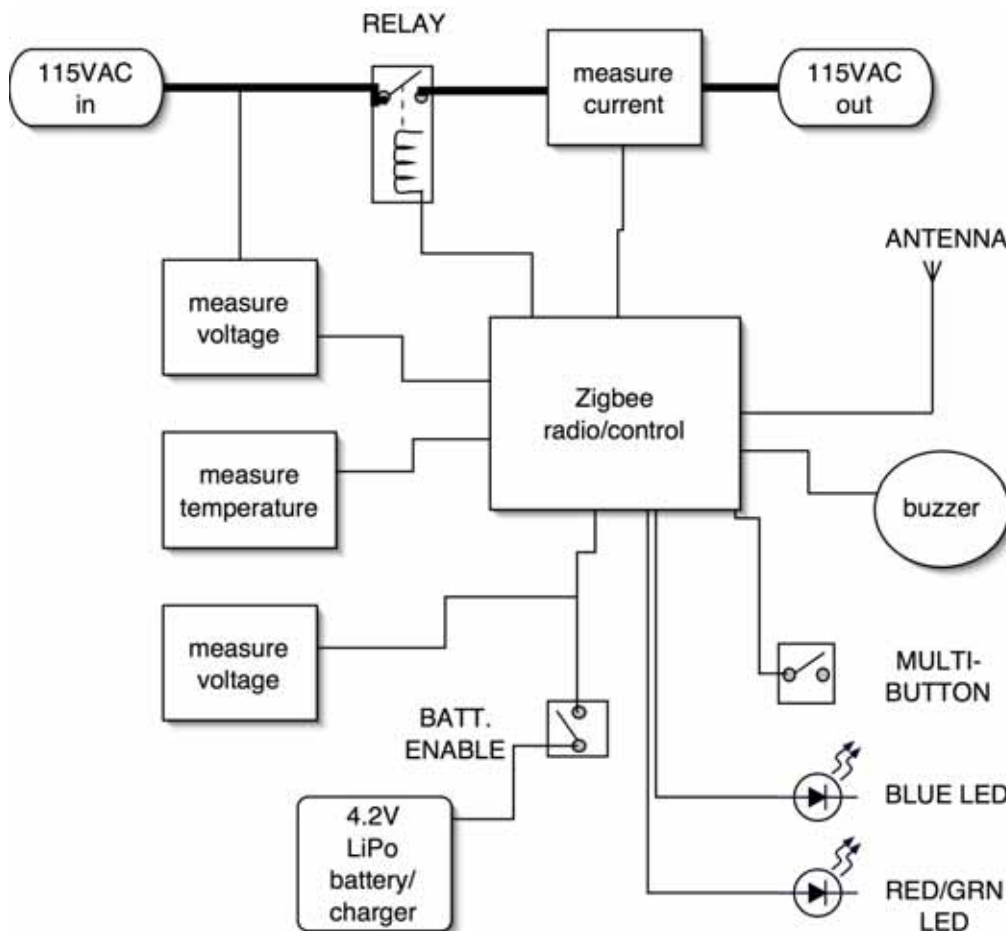 RELAY
115VAC
in
measure
current
115VAC
out
ANTENNA
measure
voltage
Zigbee
radio/control
measure
temperature
buzzer
measure
voltage
MULTI-
BUTTON
BATT.
ENABLE
BLUE LED
4.2V
LiPo
battery/
charger
RED/GRN
LED